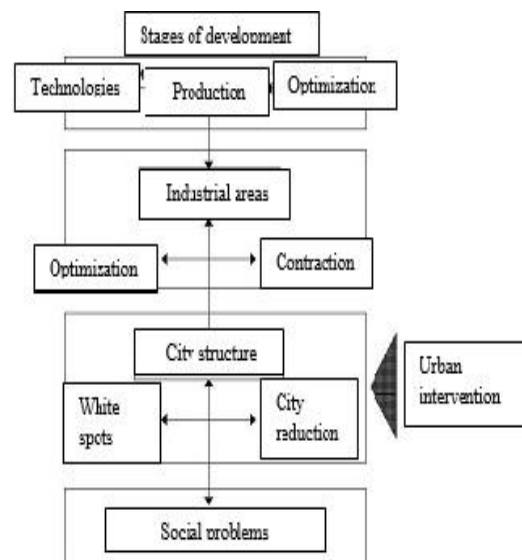 Stages of development
Technologies
Production
Optimization
Industrial areas
Optimization
Contraction
City structure
Urban
intervention
White
spots
City
reduction
Social problems